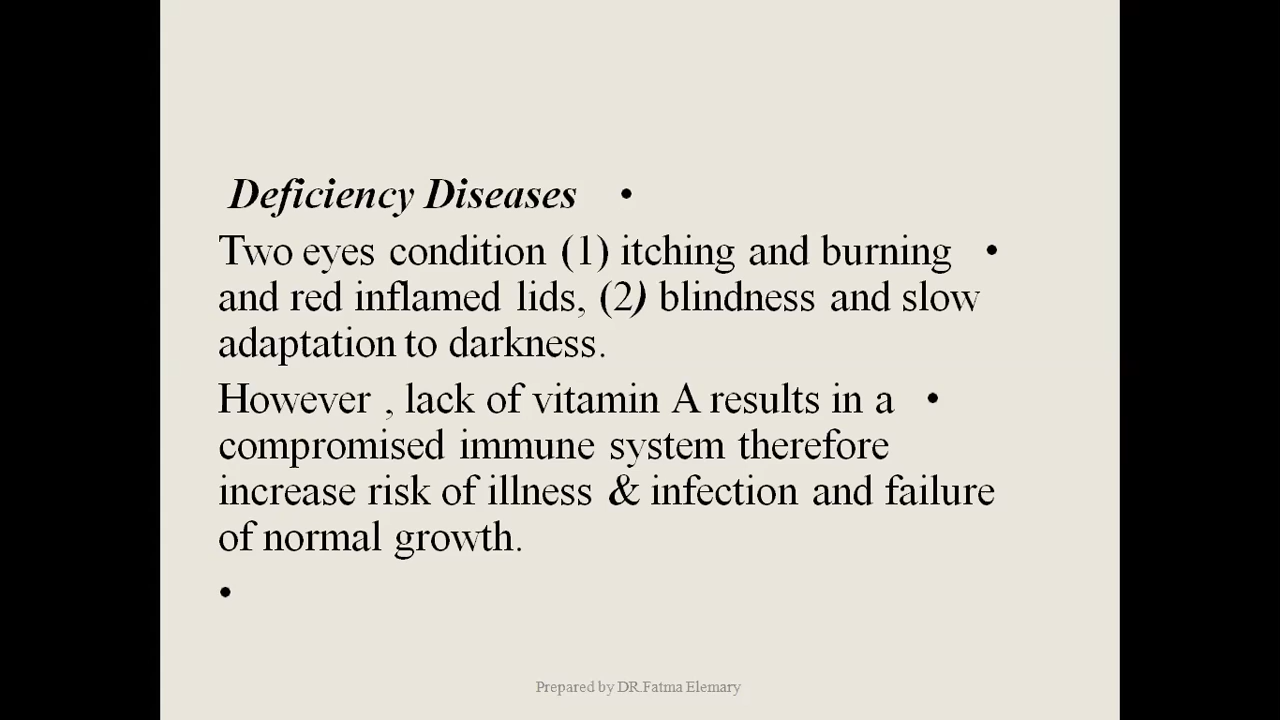 Deficiency Diseases •
Two eyes condition (1) itching and burning •
and red inflamed lids, (2) blindness and slow
adaptation to darkness.
However , lack of vitamin A results in a •
compromised immune system therefore
increase risk of illness & infection and failure
of normal growth.
•
Prepared by DR.Fatma Elemary